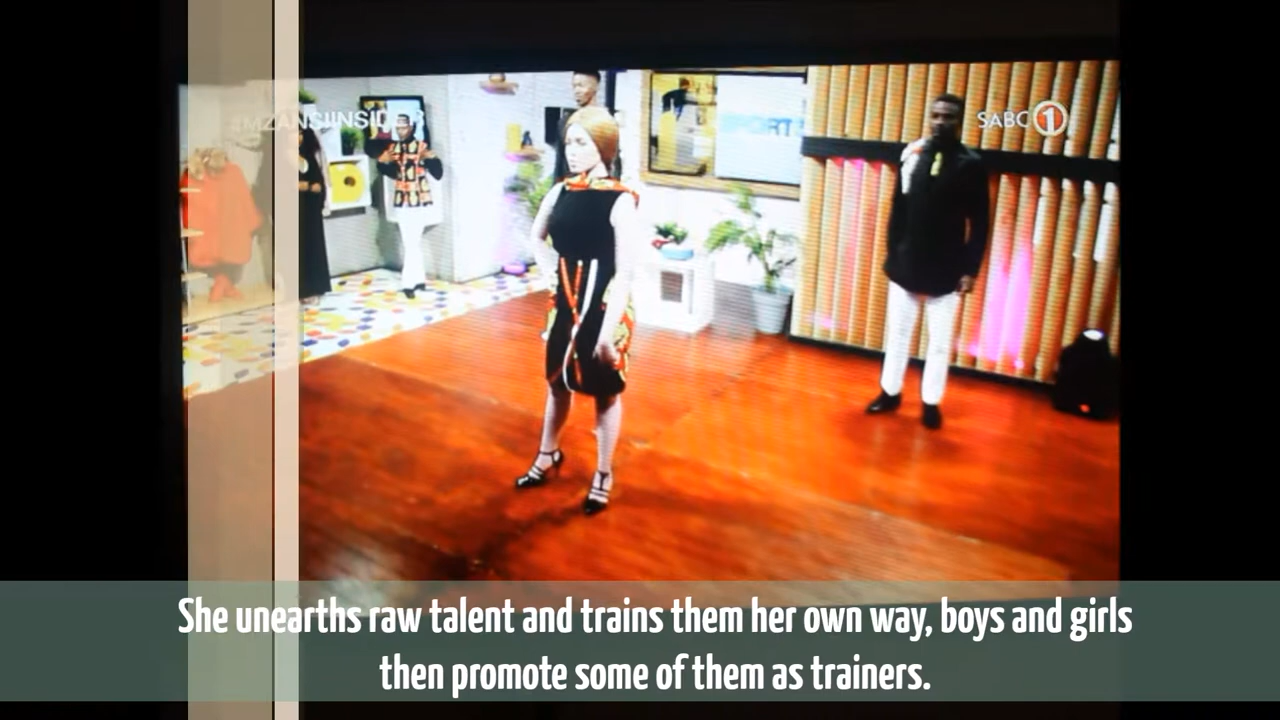 #MZANSIINSIDER
SABC 1
PORT
She unearths raw talent and trains them her own way, boys and girls
then promote some of them as trainers.